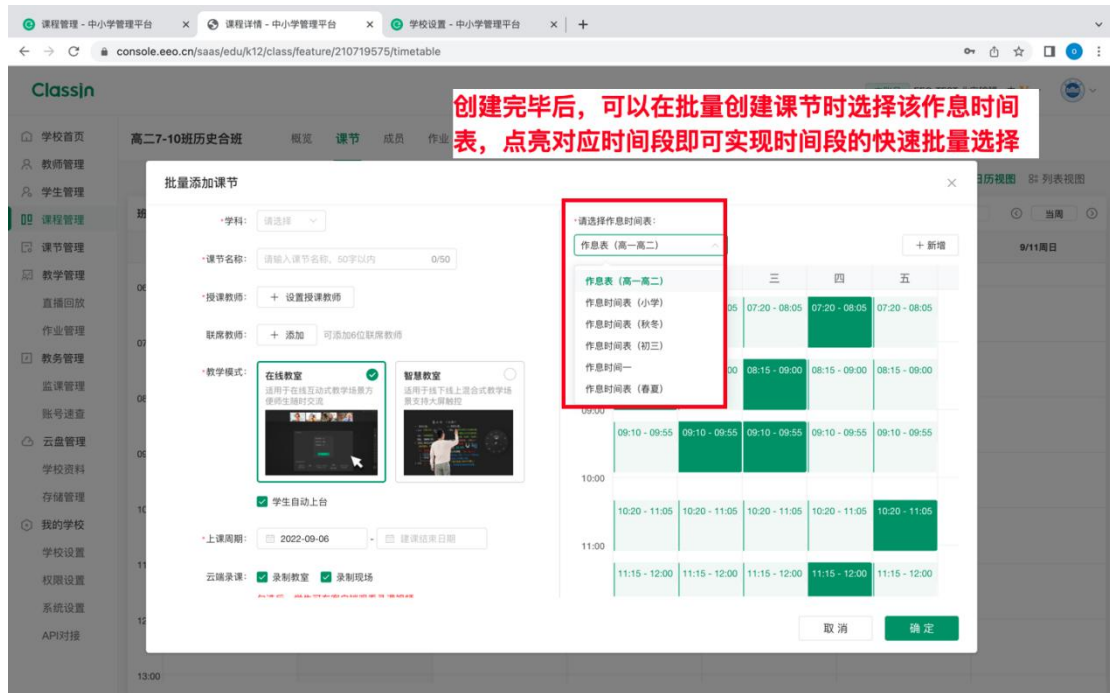 课程管理 - 中小学管理平台
课程详情 - 中小学管理平台
学校设置 - 中小学管理平台
console.eeo.cn/saas/edu/k12/class/feature/210719575/timetable
ClassIn
创建完毕后，可以在批量创建课节时选择该作息时间
表，点亮对应时间段即可实现时间段的快速批量选择
学校首页
教师管理
学生管理
课程管理
课节管理
教学管理
直播回放
作业管理
教务管理
监课管理
账号速查
云盘管理
学校资料
存储管理
我的学校
学校设置
权限设置
系统设置
API对接
高二7-10班历史合班
概览 课节 成员 作业
日历视图 列表视图
当周
9/11周日
13:00
批量添加课节
*学科: 请选择
*课节名称: 请输入课节名称，50字以内 0/50
*授课教师: + 设置授课教师
联席教师: + 添加 可添加6位联席教师
*教学模式:
在线教室
适用于在线互动式教学场景方
便师生随时交流
智慧教室
适用于线下线上混合式教学场
景支持大屏触控
学生自动上台
*上课周期: 2022-09-06 - 建课结束日期
云端录课: 录制教室 录制现场
*请选择作息时间表:
作息表（高一高二） + 新增
作息表（高一高二）
作息时间表（小学）
作息时间表（秋冬）
作息时间表（初三）
作息时间一
作息时间表（春夏）
三 四 五
07:20 - 08:05 07:20 - 08:05 07:20 - 08:05
08:15 - 09:00 08:15 - 09:00 08:15 - 09:00
09:00
09:10 - 09:55 09:10 - 09:55 09:10 - 09:55 09:10 - 09:55 09:10 - 09:55
10:00
10:20 - 11:05 10:20 - 11:05 10:20 - 11:05 10:20 - 11:05 10:20 - 11:05
11:00
11:15 - 12:00 11:15 - 12:00 11:15 - 12:00 11:15 - 12:00 11:15 - 12:00
取消 确定